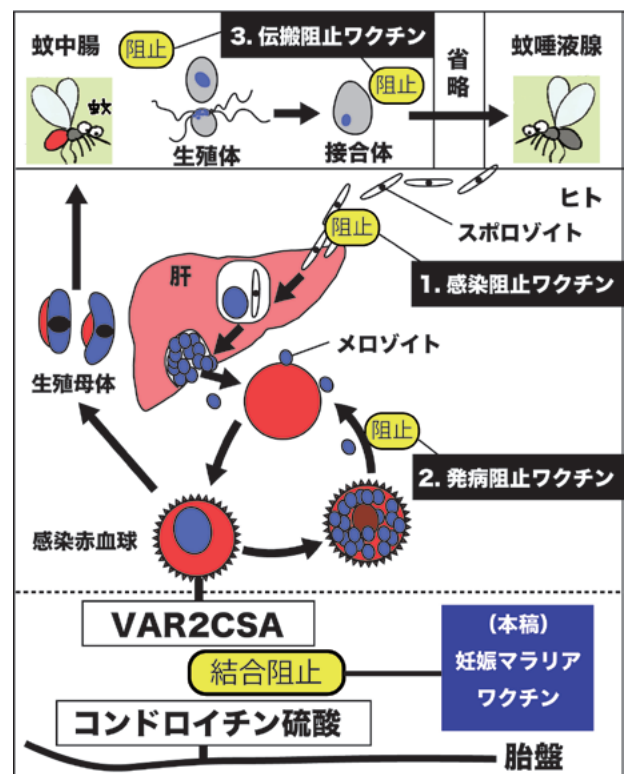 蚊中腸
阻止
3. 伝搬阻止ワクチン
阻止
省略
蚊唾液腺
蚊
生殖体
接合体
ヒト
スポロゾイト
阻止
1. 感染阻止ワクチン
肝
メロゾイト
生殖母体
阻止
2. 発病阻止ワクチン
感染赤血球
VAR2CSA
(本稿)
妊娠マラリア
ワクチン
結合阻止
コンドロイチン硫酸
胎盤